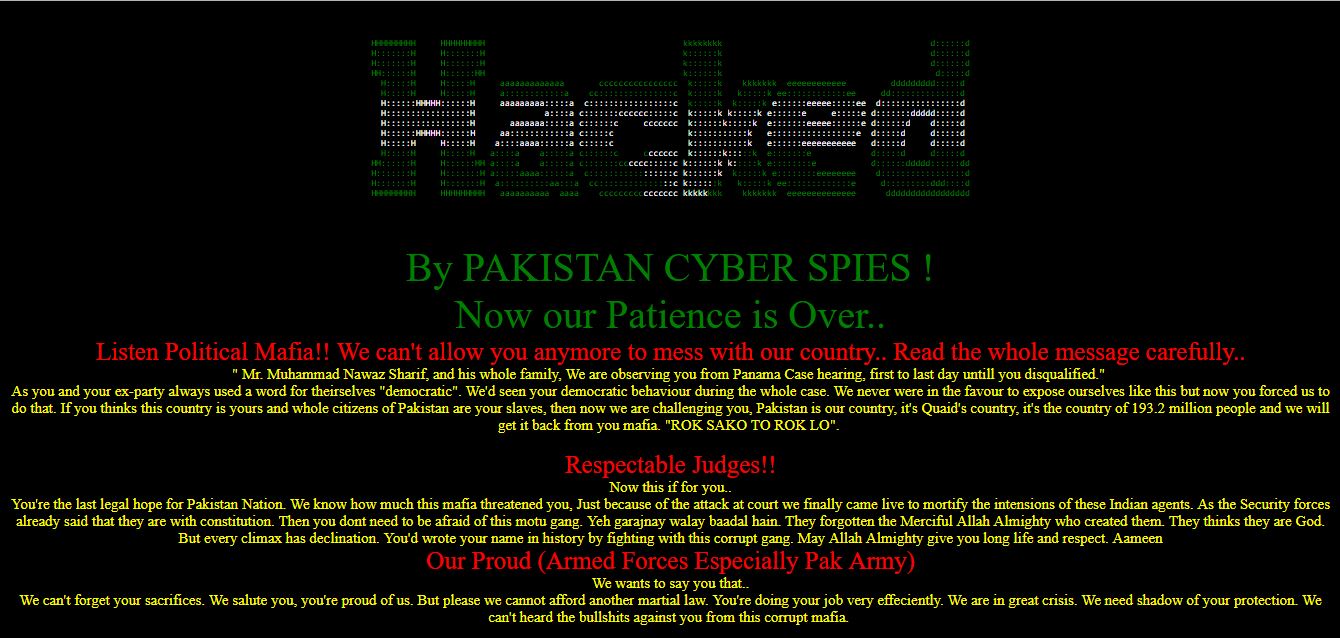 Hacked
By PAKISTAN CYBER SPIES !
Now our Patience is Over..
Listen Political Mafia!! We can't allow you anymore to mess with our country.. Read the whole message carefully..
" Mr. Muhammad Nawaz Sharif, and his whole family, We are observing you from Panama Case hearing, first to last day untill you disqualified."
As you and your ex-party always used a word for theirselves "democratic". We'd seen your democratic behaviour during the whole case. We never were in the favour to expose ourselves like this but now you forced us to
do that. If you thinks this country is yours and whole citizens of Pakistan are your slaves, then now we are challenging you, Pakistan is our country, it's Quaid's country, it's the country of 193.2 million people and we will
get it back from you mafia. "ROK SAKO TO ROK LO".
Respectable Judges!!
Now this if for you..
You're the last legal hope for Pakistan Nation. We know how much this mafia threatened you, Just because of the attack at court we finally came live to mortify the intensions of these Indian agents. As the Security forces
already said that they are with constitution. Then you dont need to be afraid of this motu gang. Yeh garajnay walay baadal hain. They forgotten the Merciful Allah Almighty who created them. They thinks they are God.
But every climax has declination. You'd wrote your name in history by fighting with this corrupt gang. May Allah Almighty give you long life and respect. Aameen
Our Proud (Armed Forces Especially Pak Army)
We wants to say you that..
We can't forget your sacrifices. We salute you, you're proud of us. But please we cannot afford another martial law. You're doing your job very effeciently. We are in great crisis. We need shadow of your protection. We
can't heard the bullshits against you from this corrupt mafia.